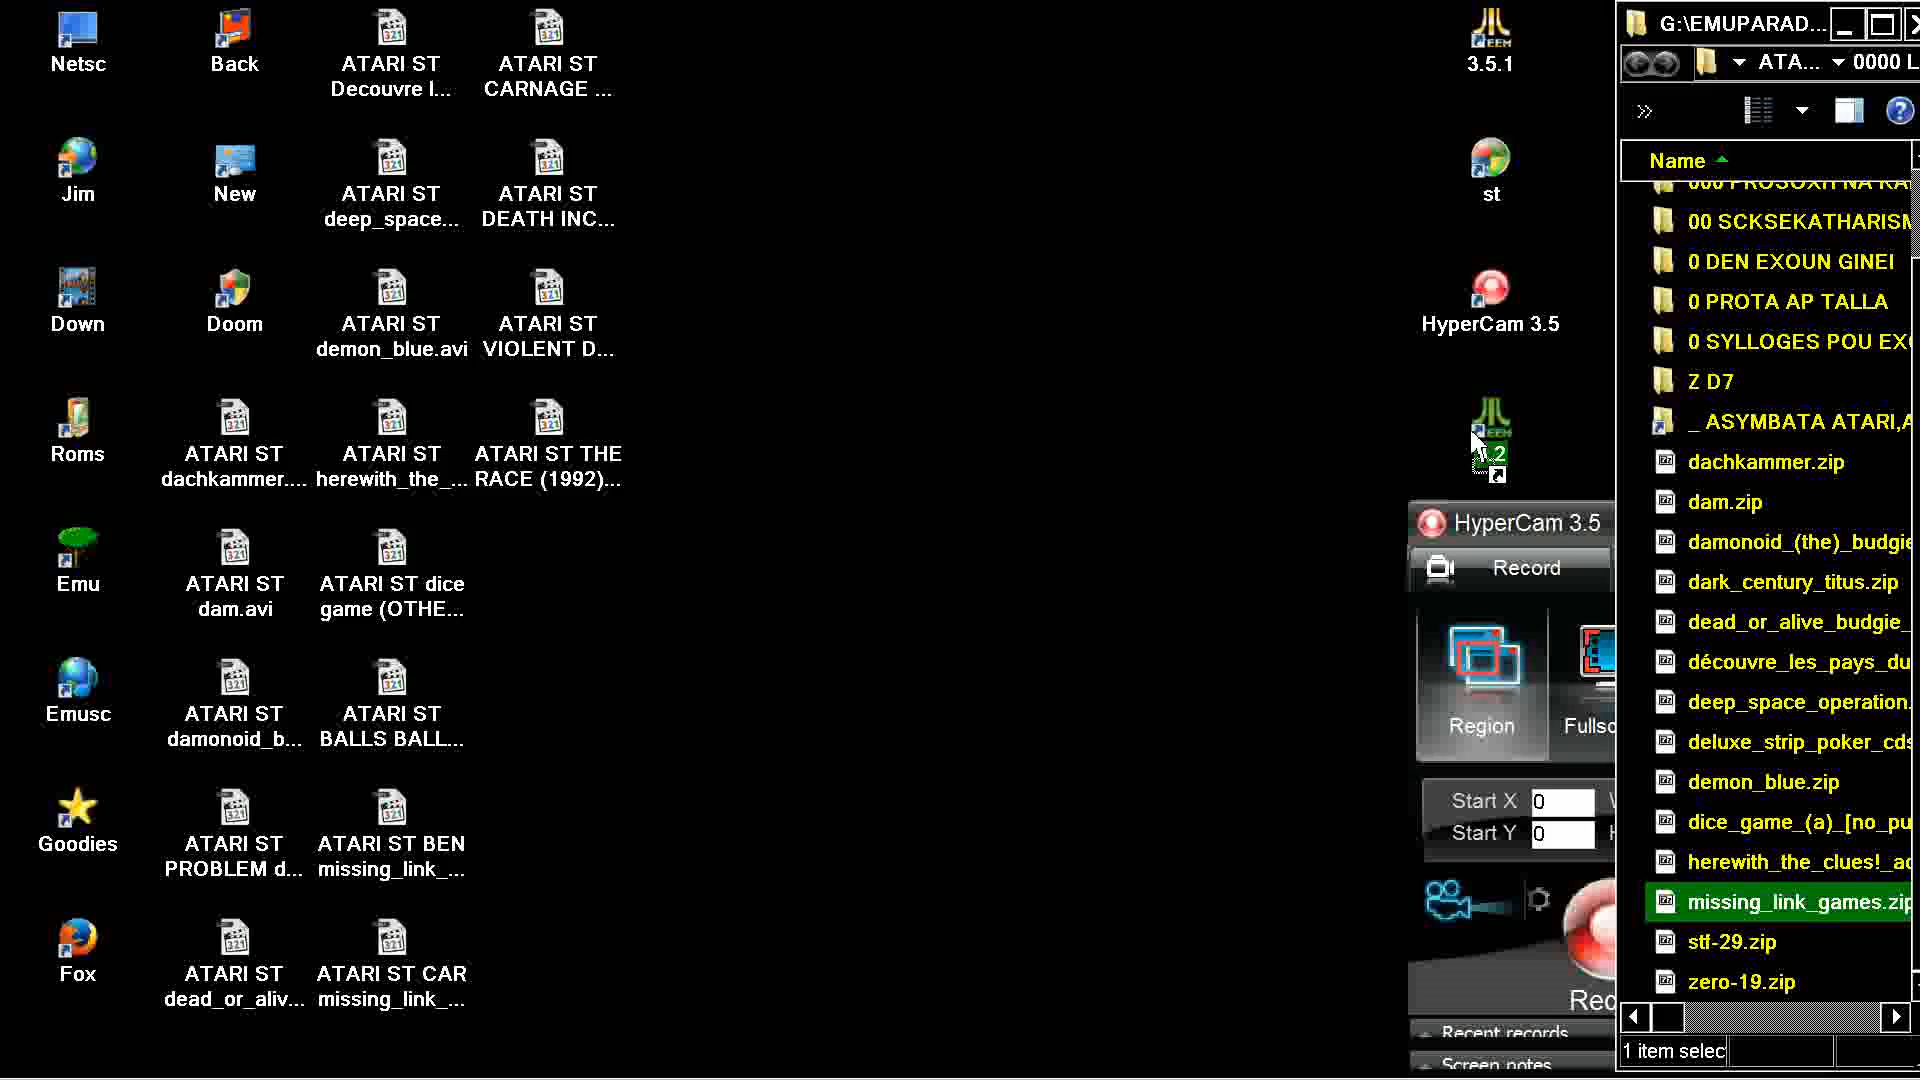 Netsc
Back
ATARI ST
Decouvre l...
ATARI ST
CARNAGE ...
Jim
New
ATARI ST
deep_space...
ATARI ST
DEATH INC...
Down
Doom
ATARI ST
demon_blue.avi
ATARI ST
VIOLENT D...
Roms
ATARI ST
dachkammer....
ATARI ST
herewith_the_...
ATARI ST THE
RACE (1992)...
Emu
ATARI ST
dam.avi
ATARI ST dice
game (OTHE...
Emusc
ATARI ST
damonoid_b...
ATARI ST
BALLS BALL...
Goodies
ATARI ST
PROBLEM d...
ATARI ST BEN
missing_link_...
Fox
ATARI ST
dead_or_aliv...
ATARI ST CAR
missing_link_...
3.5.1
st
HyperCam 3.5
HyperCam 3.5
Record
Region
Fullsc
Start X 0
Start Y 0
Rec
Recent records
Screen notes
G:\EMUPARAD...
ATA... 0000 L
Name
000 PROSOXH NA KA
00 SCKSEKATHARISM
0 DEN EXOUN GINEI
0 PROTA AP TALLA
0 SYLLOGES POU EXO
Z D7
_ ASYMBATA ATARI,A
dachkammer.zip
dam.zip
damonoid_(the)_budgie
dark_century_titus.zip
dead_or_alive_budgie_
découvre_les_pays_du
deep_space_operation.
deluxe_strip_poker_cds
demon_blue.zip
dice_game_(a)_[no_pu
herewith_the_clues!_ac
missing_link_games.zip
stf-29.zip
zero-19.zip
1 item selec